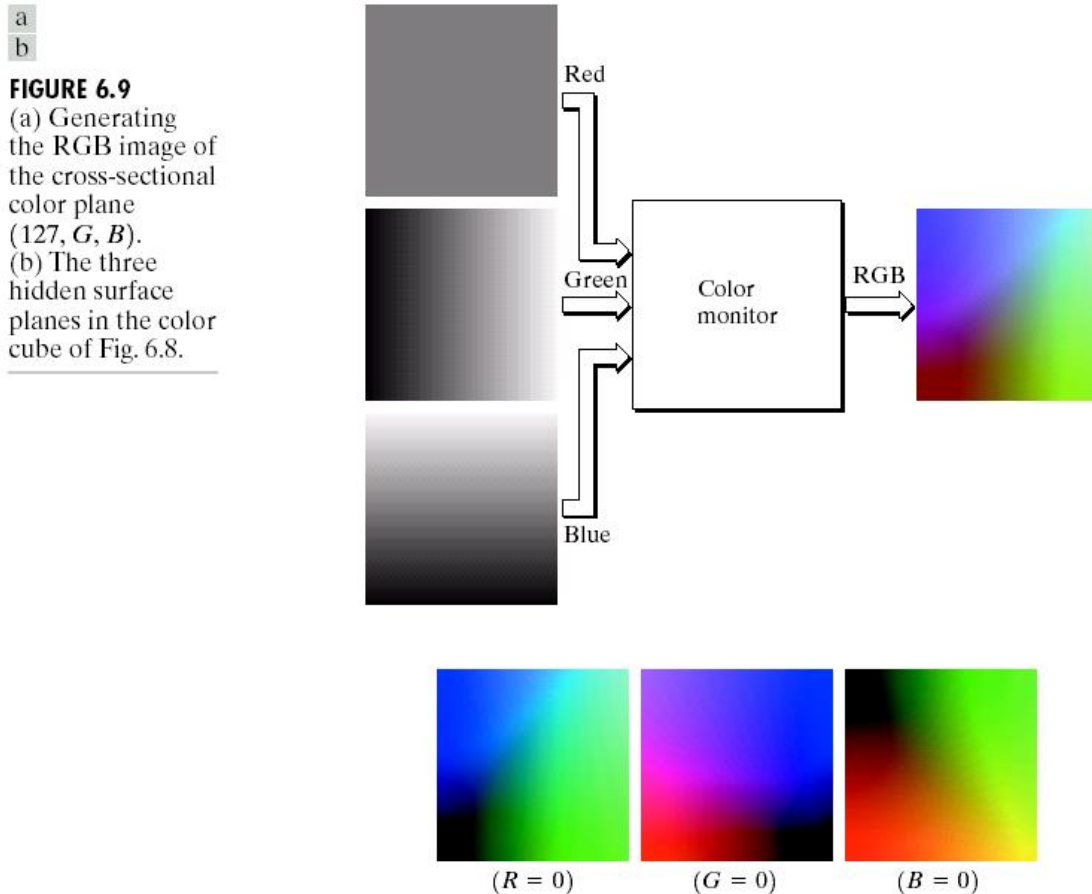 a
b
FIGURE 6.9
(a) Generating
the RGB image of
the cross-sectional
color plane
(127, G, B).
(b) The three
hidden surface
planes in the color
cube of Fig. 6.8.
Red
Green
Blue
Color
monitor
RGB
(R = 0)
(G = 0)
(B = 0)